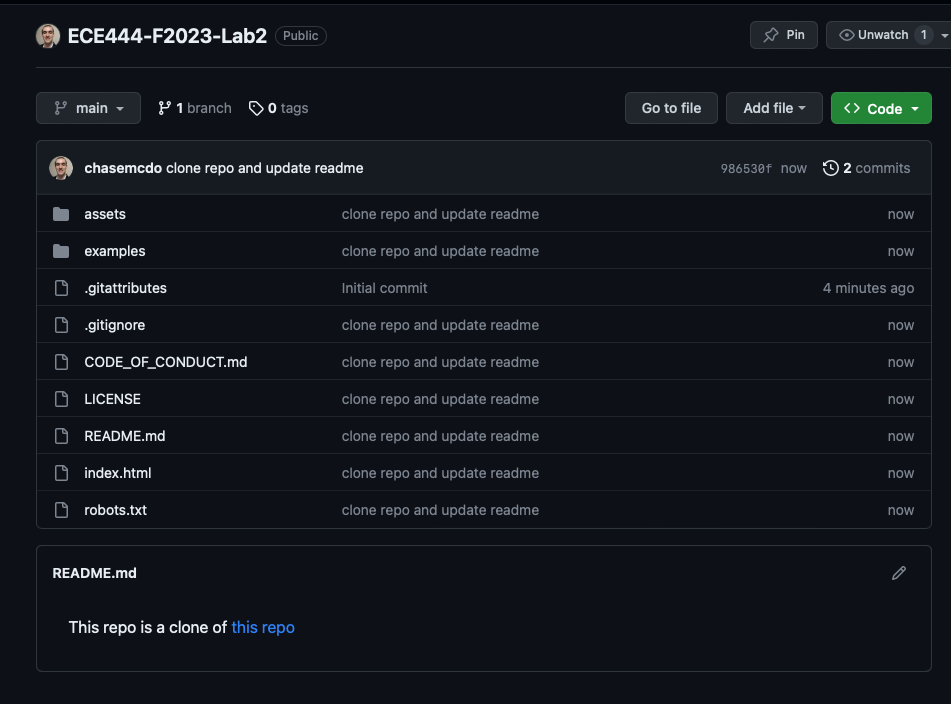 ECE444-F2023-Lab2 Public Pin Unwatch 1
main 1 branch 0 tags Go to file Add file <> Code
chasemcdo clone repo and update readme 986530f now 2 commits
assets clone repo and update readme now
examples clone repo and update readme now
.gitattributes Initial commit 4 minutes ago
.gitignore clone repo and update readme now
CODE_OF_CONDUCT.md clone repo and update readme now
LICENSE clone repo and update readme now
README.md clone repo and update readme now
index.html clone repo and update readme now
robots.txt clone repo and update readme now
README.md
This repo is a clone of this repo